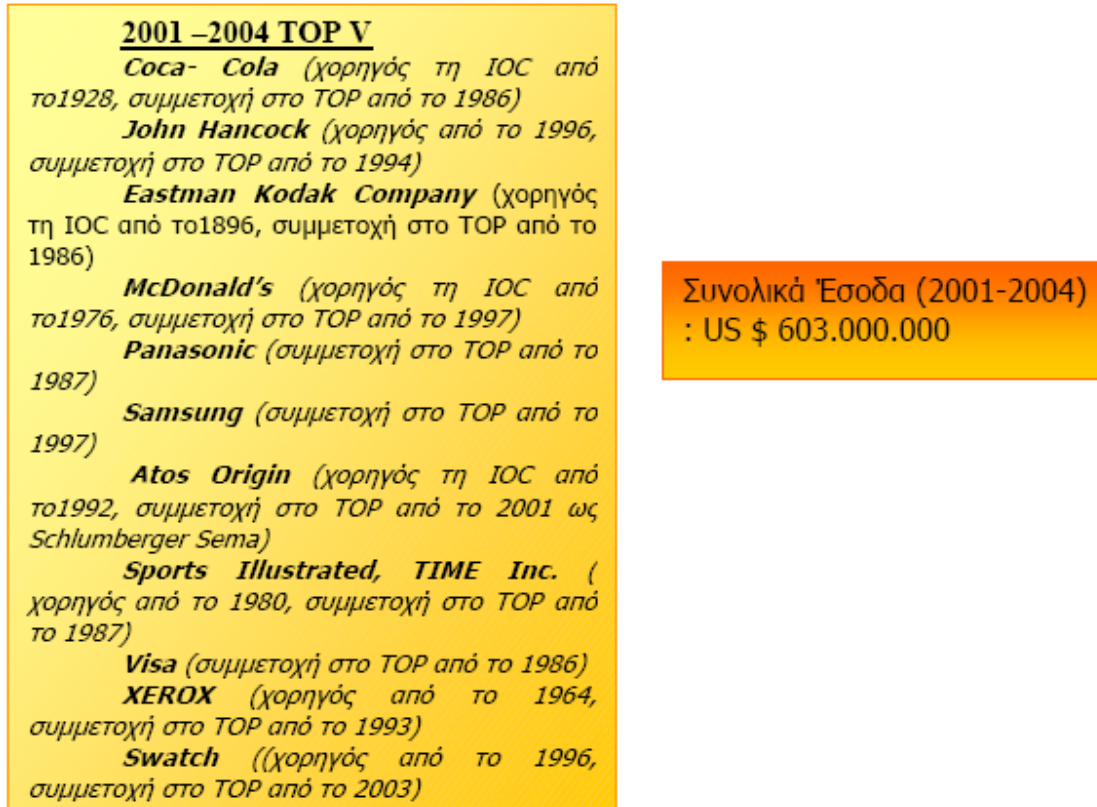 2001 –2004 TOP V
Coca- Cola (χορηγός τη IOC από
το1928, συμμετοχή στο TOP από το 1986)
John Hancock (χορηγός από το 1996,
συμμετοχή στο TOP από το 1994)
Eastman Kodak Company (χορηγός
τη IOC από το1896, συμμετοχή στο TOP από το
1986)
McDonald’s (χορηγός τη IOC από
το1976, συμμετοχή στο TOP από το 1997)
Panasonic (συμμετοχή στο TOP από το
1987)
Samsung (συμμετοχή στο TOP από το
1997)
Atos Origin (χορηγός τη IOC από
το1992, συμμετοχή στο TOP από το 2001 ως
Schlumberger Sema)
Sports Illustrated, TIME Inc. (
χορηγός από το 1980, συμμετοχή στο TOP από
το 1987)
Visa (συμμετοχή στο TOP από το 1986)
XEROX (χορηγός από το 1964,
συμμετοχή στο TOP από το 1993)
Swatch ((χορηγός από το 1996,
συμμετοχή στο TOP από το 2003)
Συνολικά Έσοδα (2001-2004)
: US $ 603.000.000